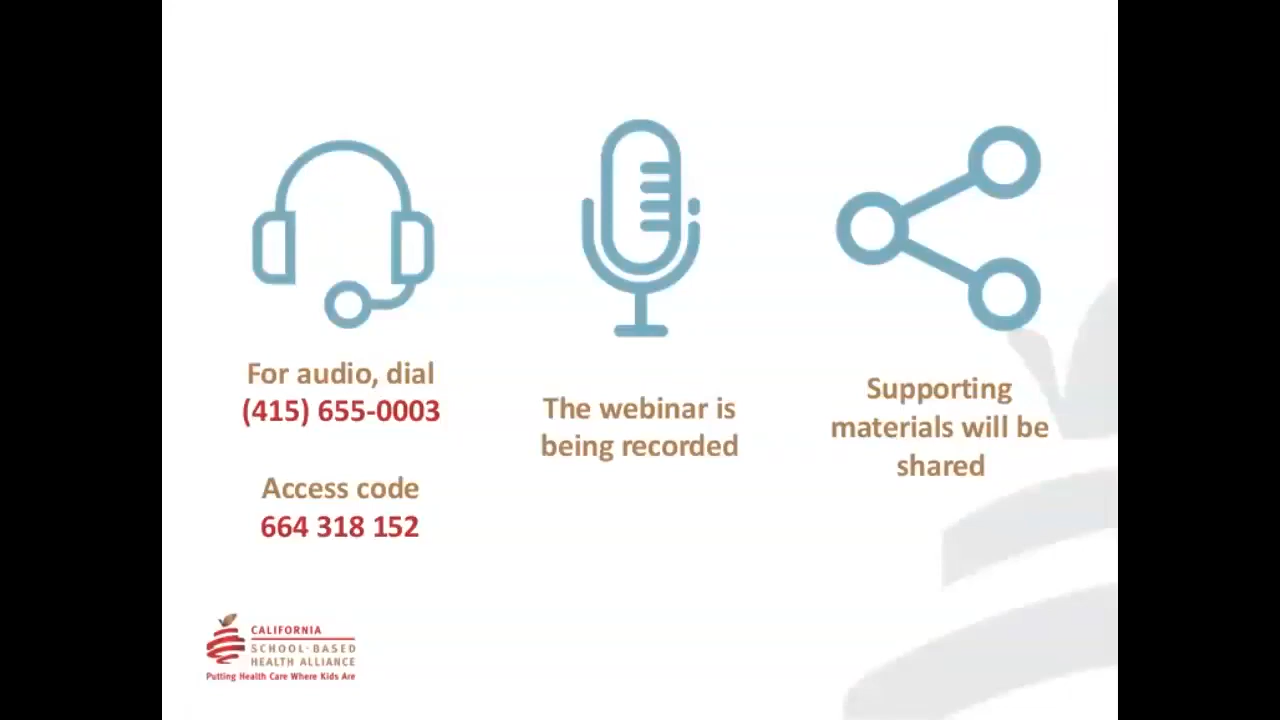 For audio, dial
(415) 655-0003
Access code
664 318 152
The webinar is
being recorded
Supporting
materials will be
shared
CALIFORNIA
SCHOOL-BASED
HEALTH ALLIANCE
Putting Health Care Where Kids Are